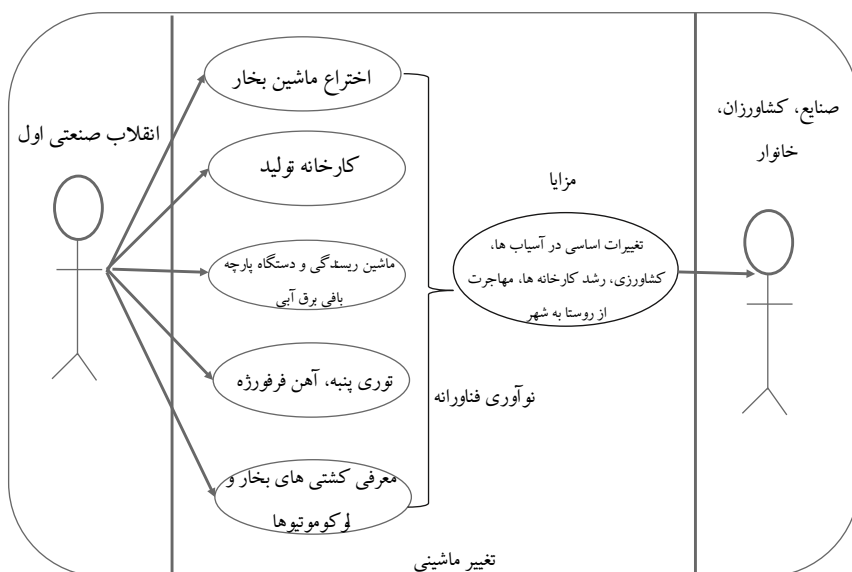 انقلاب صنعتی اول
اختراع ماشین بخار
کارخانه تولید
ماشین ریسندگی و دستگاه پارچه
بافی برق آبی
توری پنبه، آهن فرفورژه
معرفی کشتی های بخار و
لوکوموتیوها
نوآوری فناورانه
مزایا
تغییرات اساسی در آسیاب ها،
کشاورزی، رشد کارخانه ها، مهاجرت
از روستا به شهر
صنایع، کشاورزان،
خانوار
تغییر ماشینی